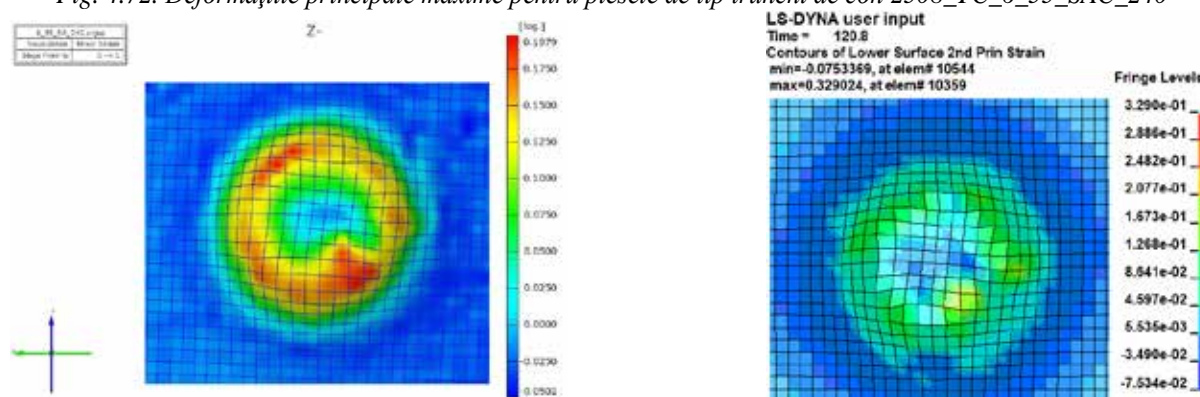 Fig. 4.72. Deformațiile principale maxime pentru piesele de tip trunchi de con 2308_TC_6_55_SAC_240
Z-
[log.]
0.1979
0.1750
0.1500
0.1250
0.1000
0.0750
0.0500
0.0250
0.0000
-0.0250
-0.0500
LS-DYNA user input
Time = 120.8
Contours of Lower Surface 2nd Prin Strain
min=-0.0753369, at elem# 10544
max=0.329024, at elem# 10359
Fringe Levels
3.290e-01
2.886e-01
2.482e-01
2.077e-01
1.673e-01
1.268e-01
8.641e-02
4.597e-02
5.535e-03
-3.490e-02
-7.534e-02